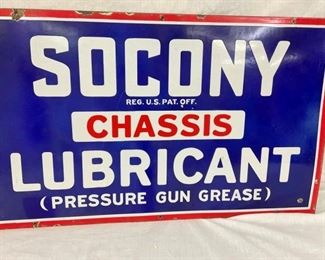 SOCONY
REG. U.S. PAT. OFF.
CHASSIS
LUBRICANT
(PRESSURE GUN GREASE)